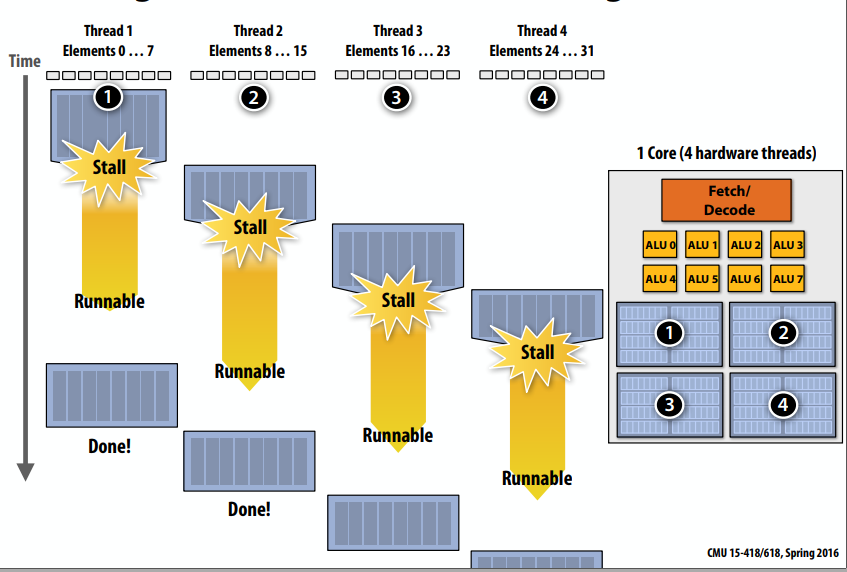 Thread 1
Elements 0 … 7
Thread 2
Elements 8 … 15
Thread 3
Elements 16 … 23
Thread 4
Elements 24 … 31
Time
1
2
3
4
Stall
Stall
Stall
Stall
Runnable
Runnable
Runnable
Runnable
Done!
Done!
1 Core (4 hardware threads)
Fetch/
Decode
ALU 0
ALU 1
ALU 2
ALU 3
ALU 4
ALU 5
ALU 6
ALU 7
1
2
3
4
CMU 15-418/618, Spring 2016